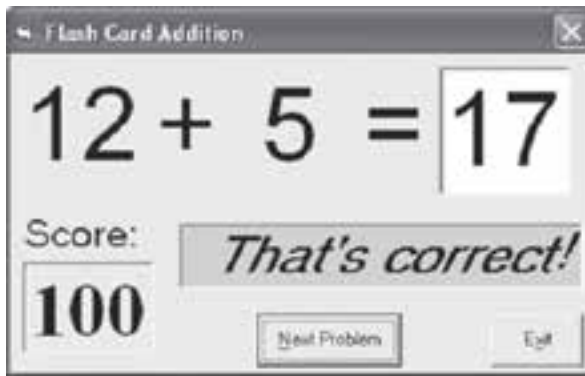 Flash Card Addition
12 + 5 = 17
Score:
That's correct!
100
Next Problem
Exit